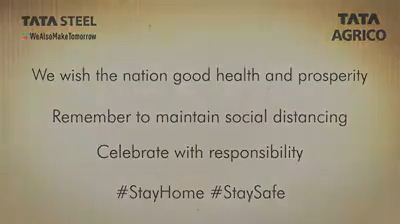 TATA STEEL
#WeAlsoMakeTomorrow
TATA
AGRICO
We wish the nation good health and prosperity
Remember to maintain social distancing
Celebrate with responsibility
#StayHome #StaySafe